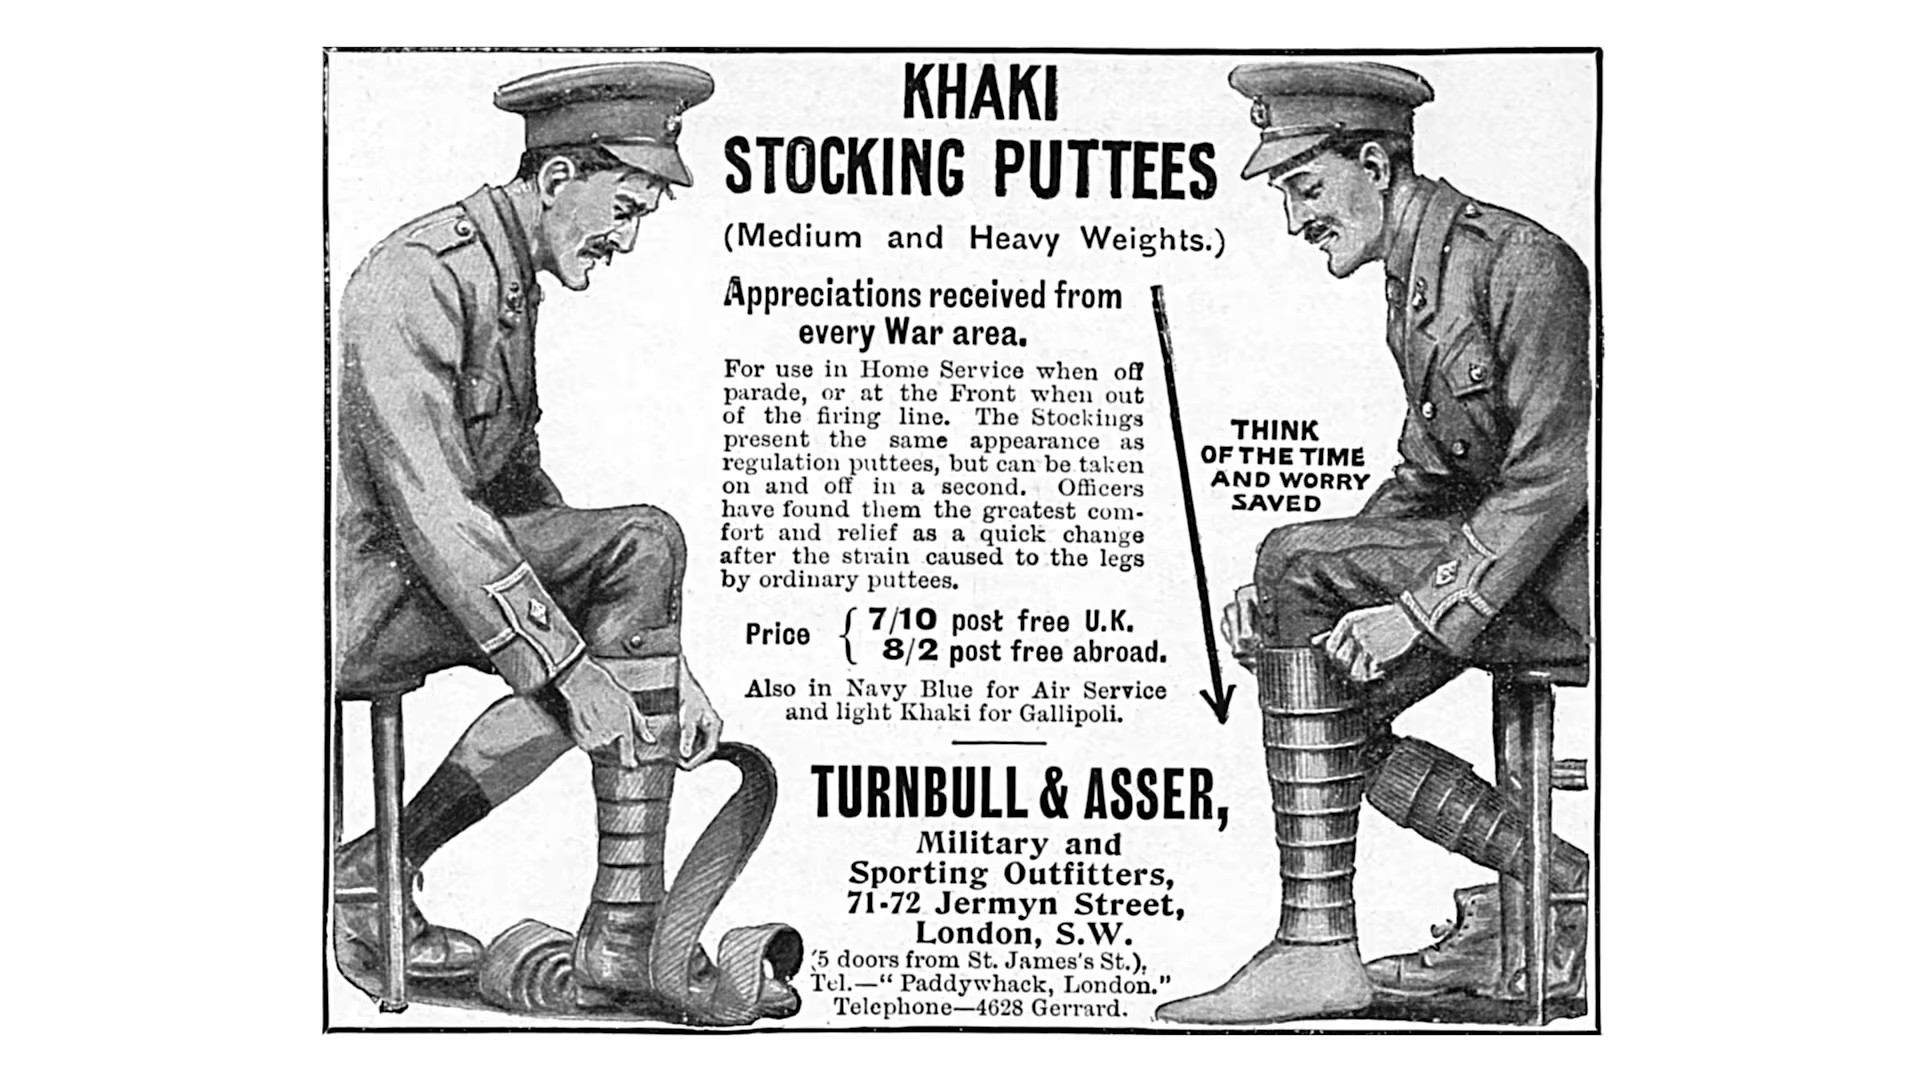 KHAKI
STOCKING PUTTEES
(Medium and Heavy Weights.)
Appreciations received from
every War area.
For use in Home Service when off
parade, or at the Front when out
of the firing line. The Stockings
present the same appearance as
regulation puttees, but can be taken
on and off in a second. Officers
have found them the greatest com-
fort and relief as a quick change
after the strain caused to the legs
by ordinary puttees.
THINK
OF THE TIME
AND WORRY
SAVED
Price { 7/10 post free U.K.
8/2 post free abroad.
Also in Navy Blue for Air Service
and light Khaki for Gallipoli.
TURNBULL & ASSER,
Military and
Sporting Outfitters,
71-72 Jermyn Street,
London, S.W.
(5 doors from St. James's St.),
Tel.—"Paddywhack, London."
Telephone—4628 Gerrard.